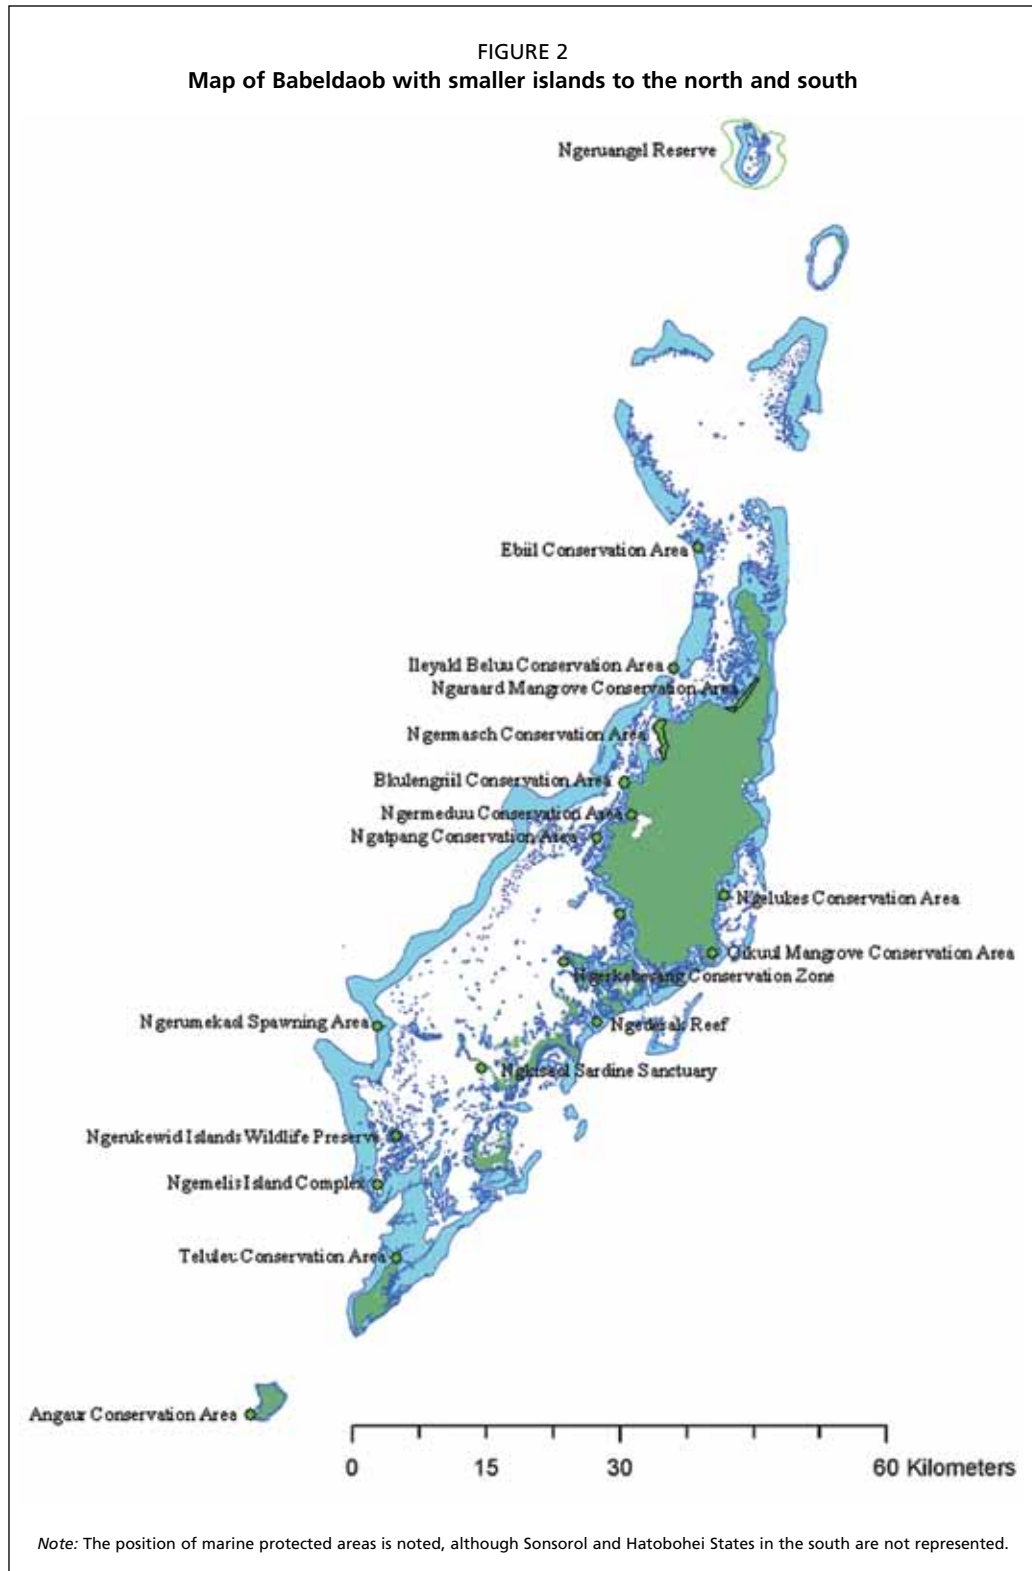 FIGURE 2
Map of Babeldaob with smaller islands to the north and south
Ngeruangel Reserve
Ebiil Conservation Area
Ileyakl Beluu Conservation Area
Ngaraard Mangrove Conservation Area
Ngermasch Conservation Area
Bkulengriil Conservation Area
Ngermeduu Conservation Area
Ngatpang Conservation Area
Ngelukes Conservation Area
Oikuul Mangrove Conservation Area
Ngerkebesang Conservation Zone
Ngerumekaol Spawning Area
Ngederak Reef
Ngkisaol Sardine Sanctuary
Ngerukewid Islands Wildlife Preserve
Ngemelis Island Complex
Teluleu Conservation Area
Angaur Conservation Area
0 15 30 60 Kilometers
Note: The position of marine protected areas is noted, although Sonsorol and Hatobohei States in the south are not represented.